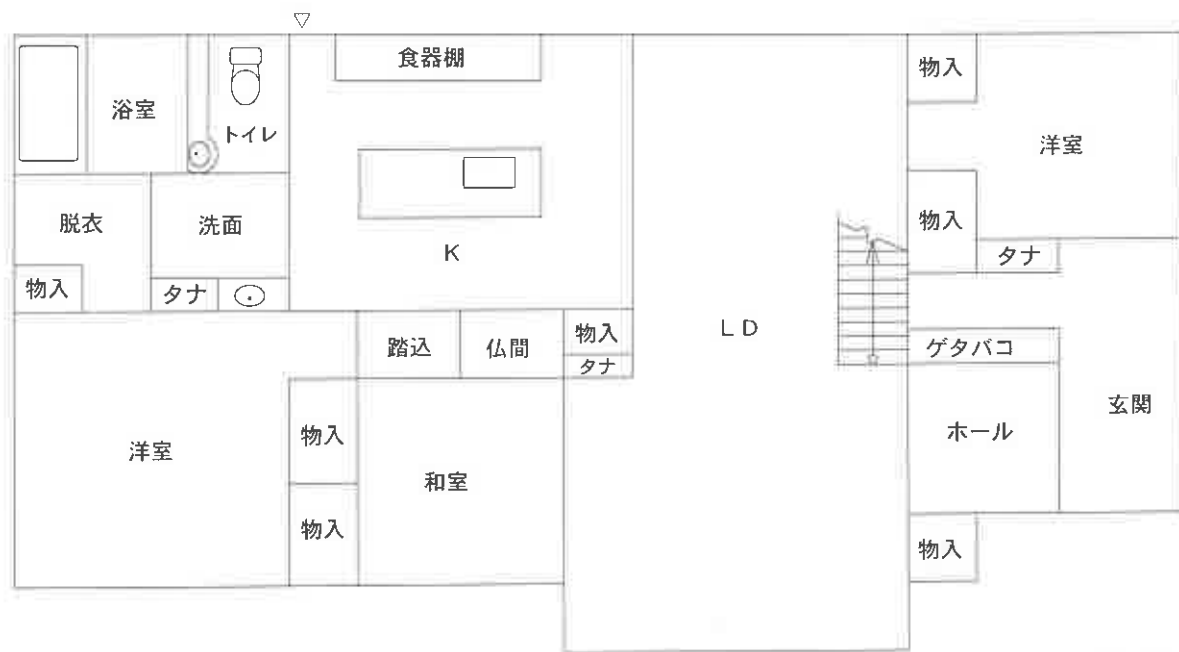 食器棚
物入
浴室
トイレ
洋室
脱衣
洗面
物入
K
タナ
物入
タナ
踏込
仏間
物入
タナ
LD
ゲタバコ
洋室
物入
和室
ホール
玄関
物入
物入